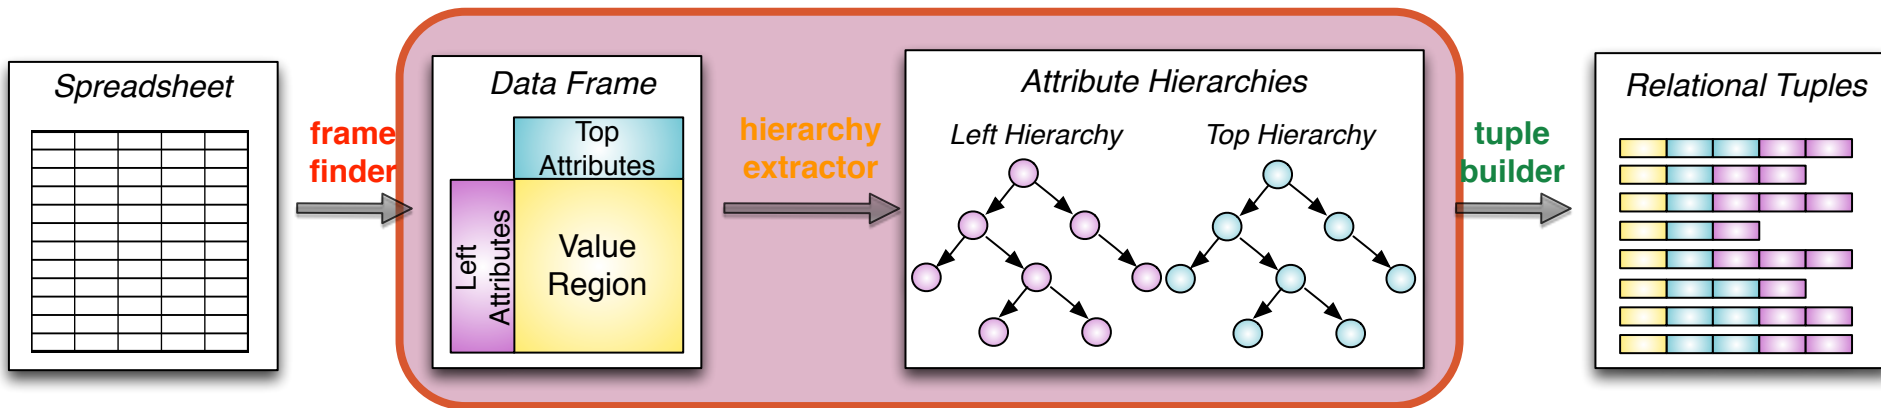 Spreadsheet
frame
finder
Data Frame
Top
Attributes
Left
Attributes
Value
Region
hierarchy
extractor
Attribute Hierarchies
Left Hierarchy
Top Hierarchy
tuple
builder
Relational Tuples